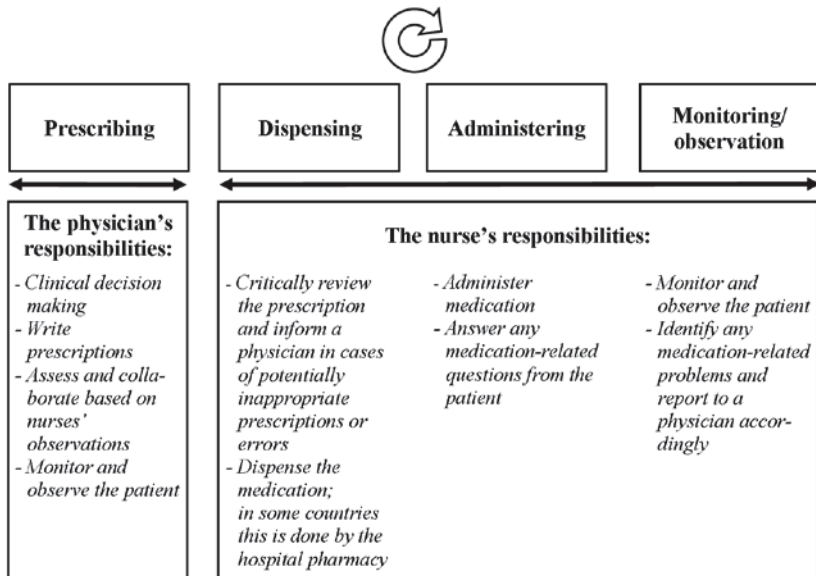 Prescribing
Dispensing
Administering
Monitoring/
observation
The physician's
responsibilities:
- Clinical decision
making
- Write
prescriptions
- Assess and colla-
borate based on
nurses'
observations
- Monitor and
observe the patient
The nurse's responsibilities:
- Critically review
the prescription
and inform a
physician in cases
of potentially
inappropriate
prescriptions or
errors
- Dispense the
medication;
in some countries
this is done by the
hospital pharmacy
- Administer
medication
- Answer any
medication-related
questions from the
patient
- Monitor and
observe the patient
- Identify any
medication-related
problems and
report to a
physician accor-
dingly